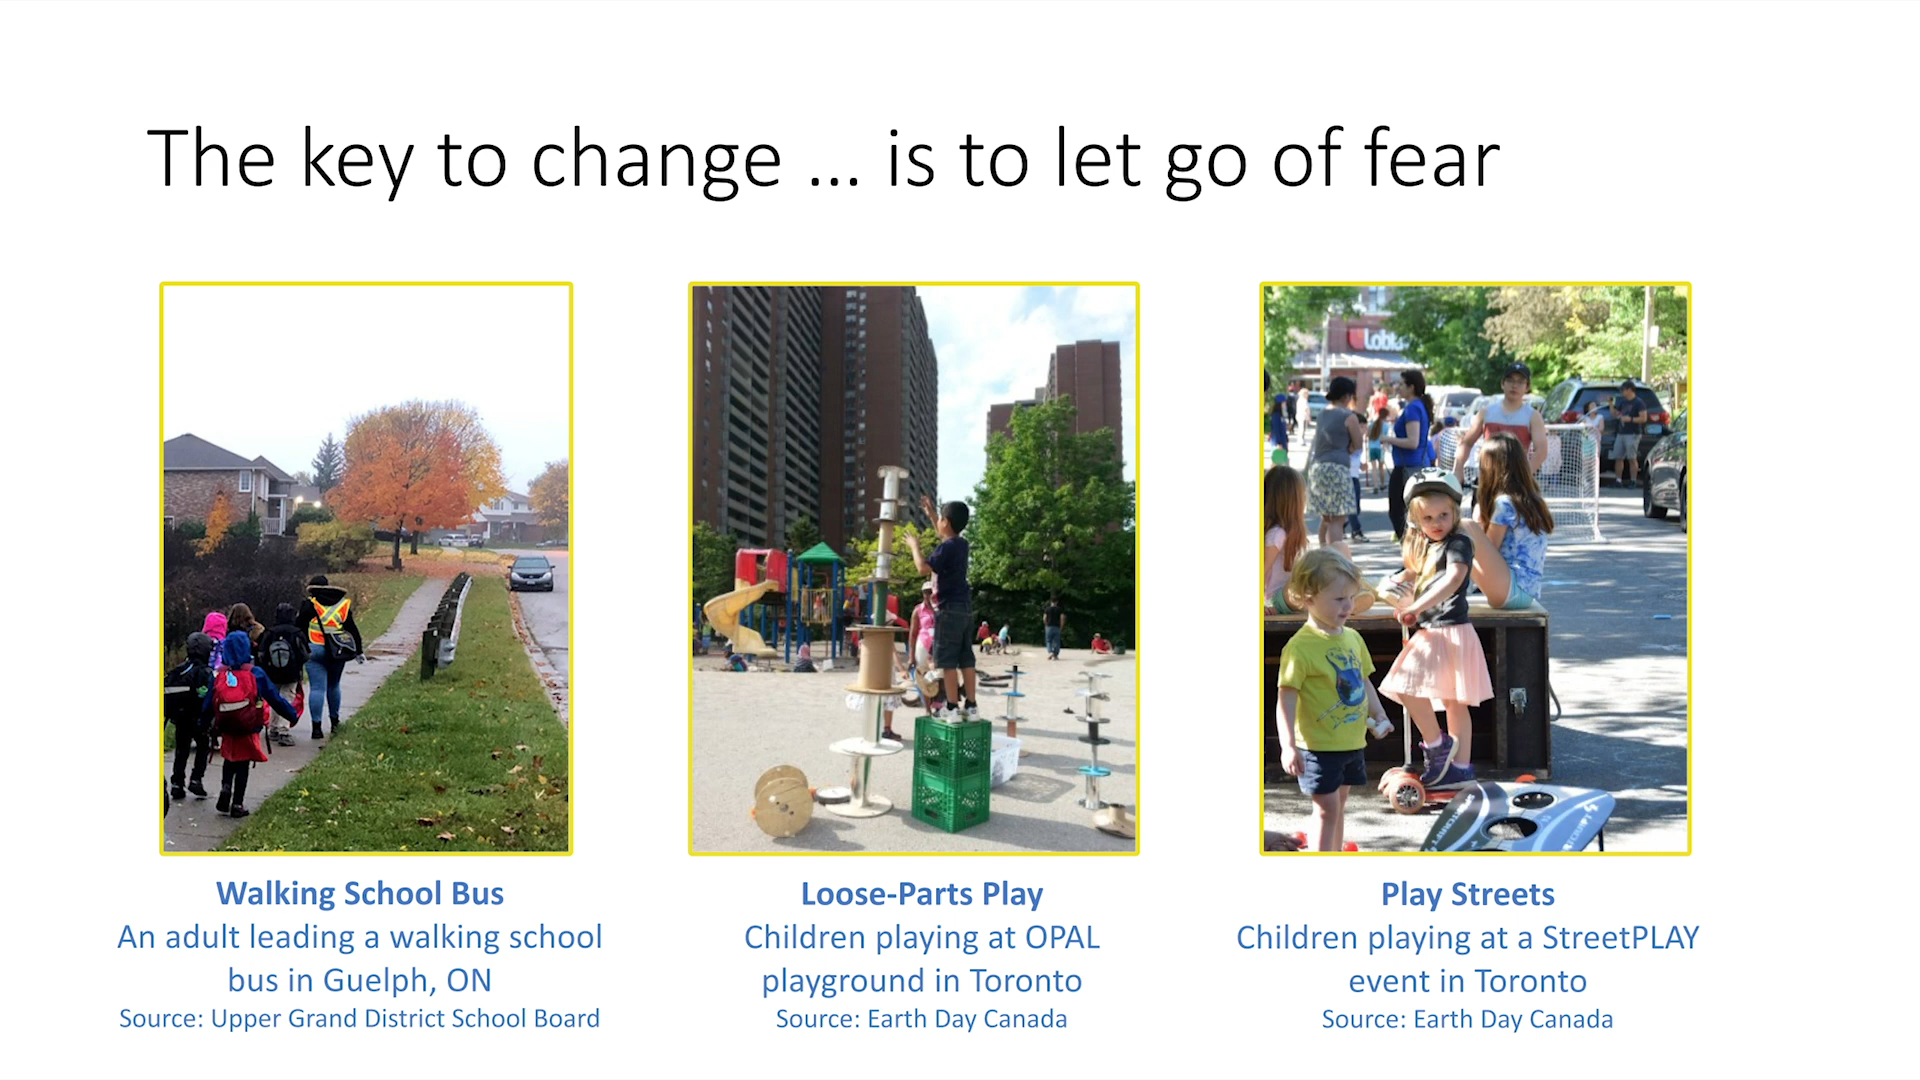 The key to change ... is to let go of fear
Walking School Bus
An adult leading a walking school
bus in Guelph, ON
Source: Upper Grand District School Board
Loose-Parts Play
Children playing at OPAL
playground in Toronto
Source: Earth Day Canada
Play Streets
Children playing at a StreetPLAY
event in Toronto
Source: Earth Day Canada